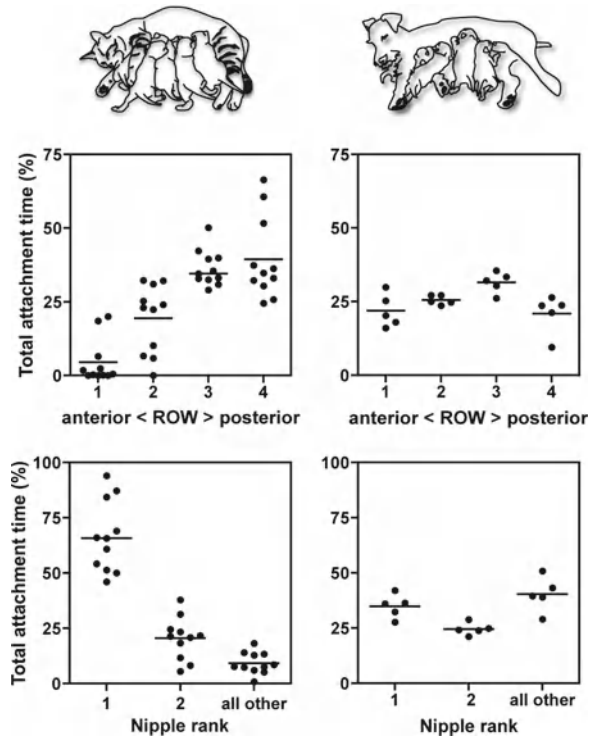 Total attachment time (%)
75
50
25
0
1 2 3 4
anterior < ROW > posterior
75
50
25
0
1 2 3 4
anterior < ROW > posterior
Total attachment time (%)
100
75
50
25
0
1 2 all other
Nipple rank
100
75
50
25
0
1 2 all other
Nipple rank